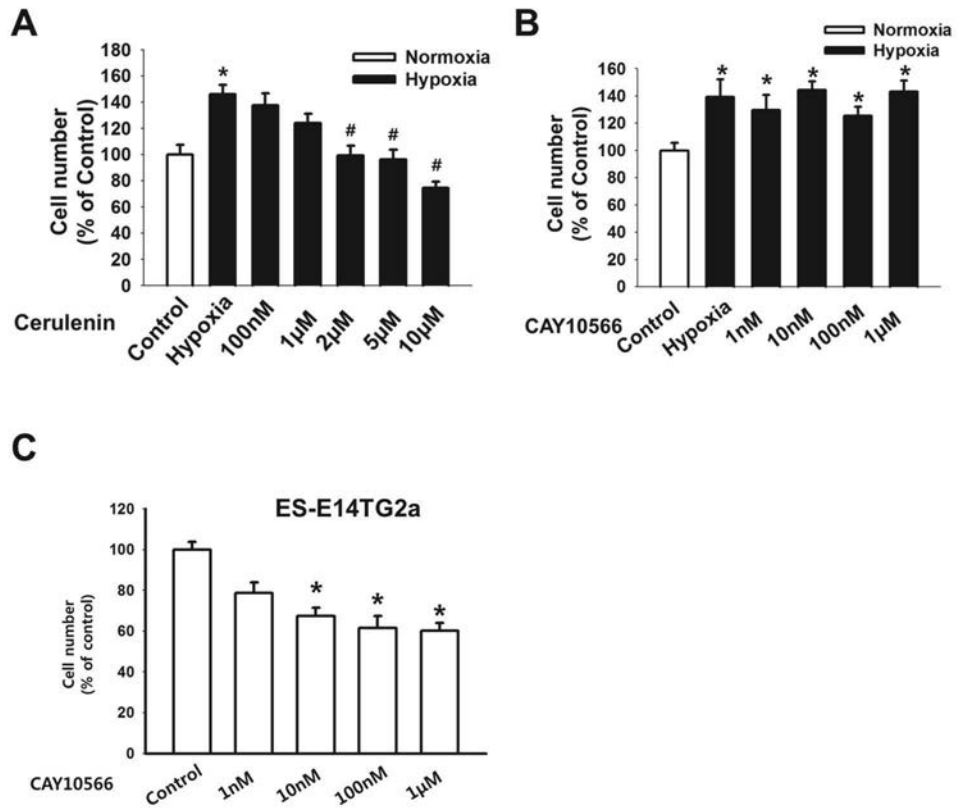 A
Normoxia
Hypoxia
Cell number
(% of Control)
180
160
140
120
100
80
60
40
20
0
*
#
#
#
Cerulenin
Control
Hypoxia
100nM
1µM
2µM
5µM
10µM
B
Normoxia
Hypoxia
Cell number
(% of Control)
160
140
120
100
80
60
40
20
0
*
*
*
*
*
CAY10566
Control
Hypoxia
1nM
10nM
100nM
1µM
C
ES-E14TG2a
Cell number
(% of control)
120
100
80
60
40
20
0
*
*
*
CAY10566
Control
1nM
10nM
100nM
1µM